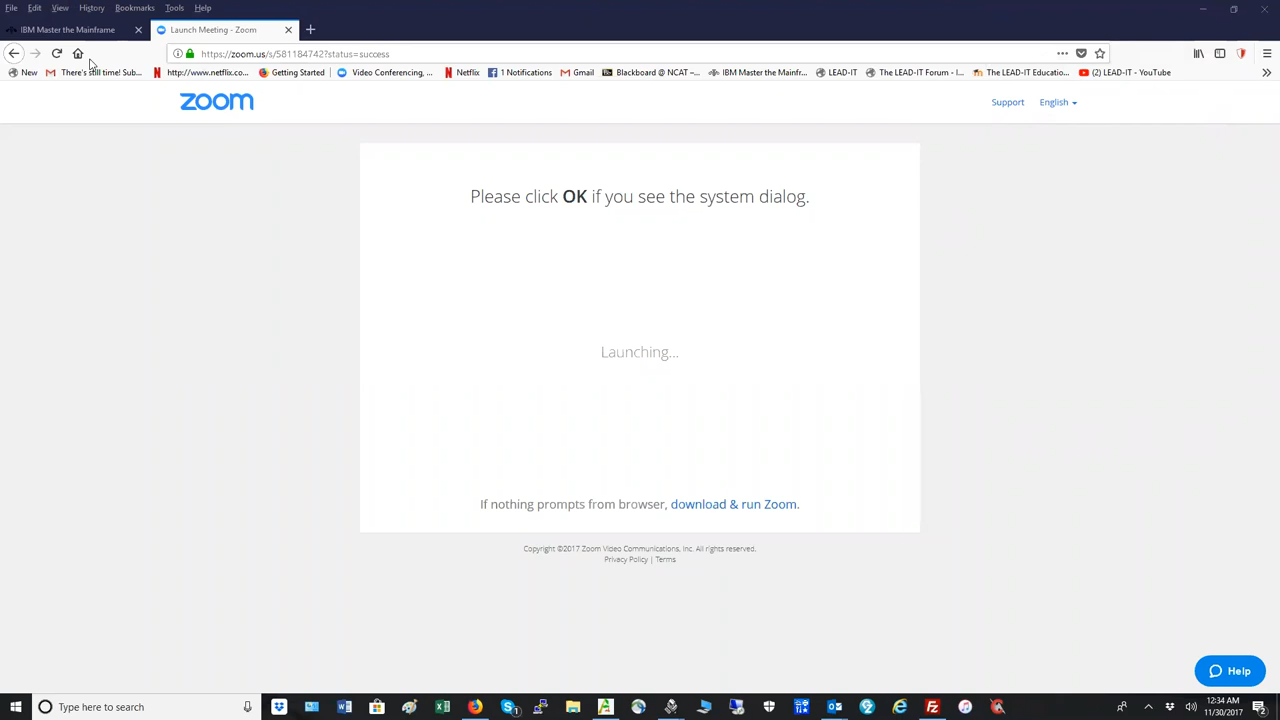 File Edit View History Bookmarks Tools Help
IBM Master the Mainframe Launch Meeting - Zoom
https://zoom.us/s/581184742?status=success
New There's still time! Sub... http://www.netflix.co... Getting Started Video Conferencing, ... Netflix 1 Notifications Gmail Blackboard @ NCAT -... IBM Master the Mainfr... LEAD-IT The LEAD-IT Forum - I... The LEAD-IT Educatio... (2) LEAD-IT - YouTube
zoom
Support English
Please click OK if you see the system dialog.
Launching...
If nothing prompts from browser, download & run Zoom.
Copyright ©2017 Zoom Video Communications, Inc. All rights reserved.
Privacy Policy | Terms
Help
Type here to search
12:34 AM
11/30/2017